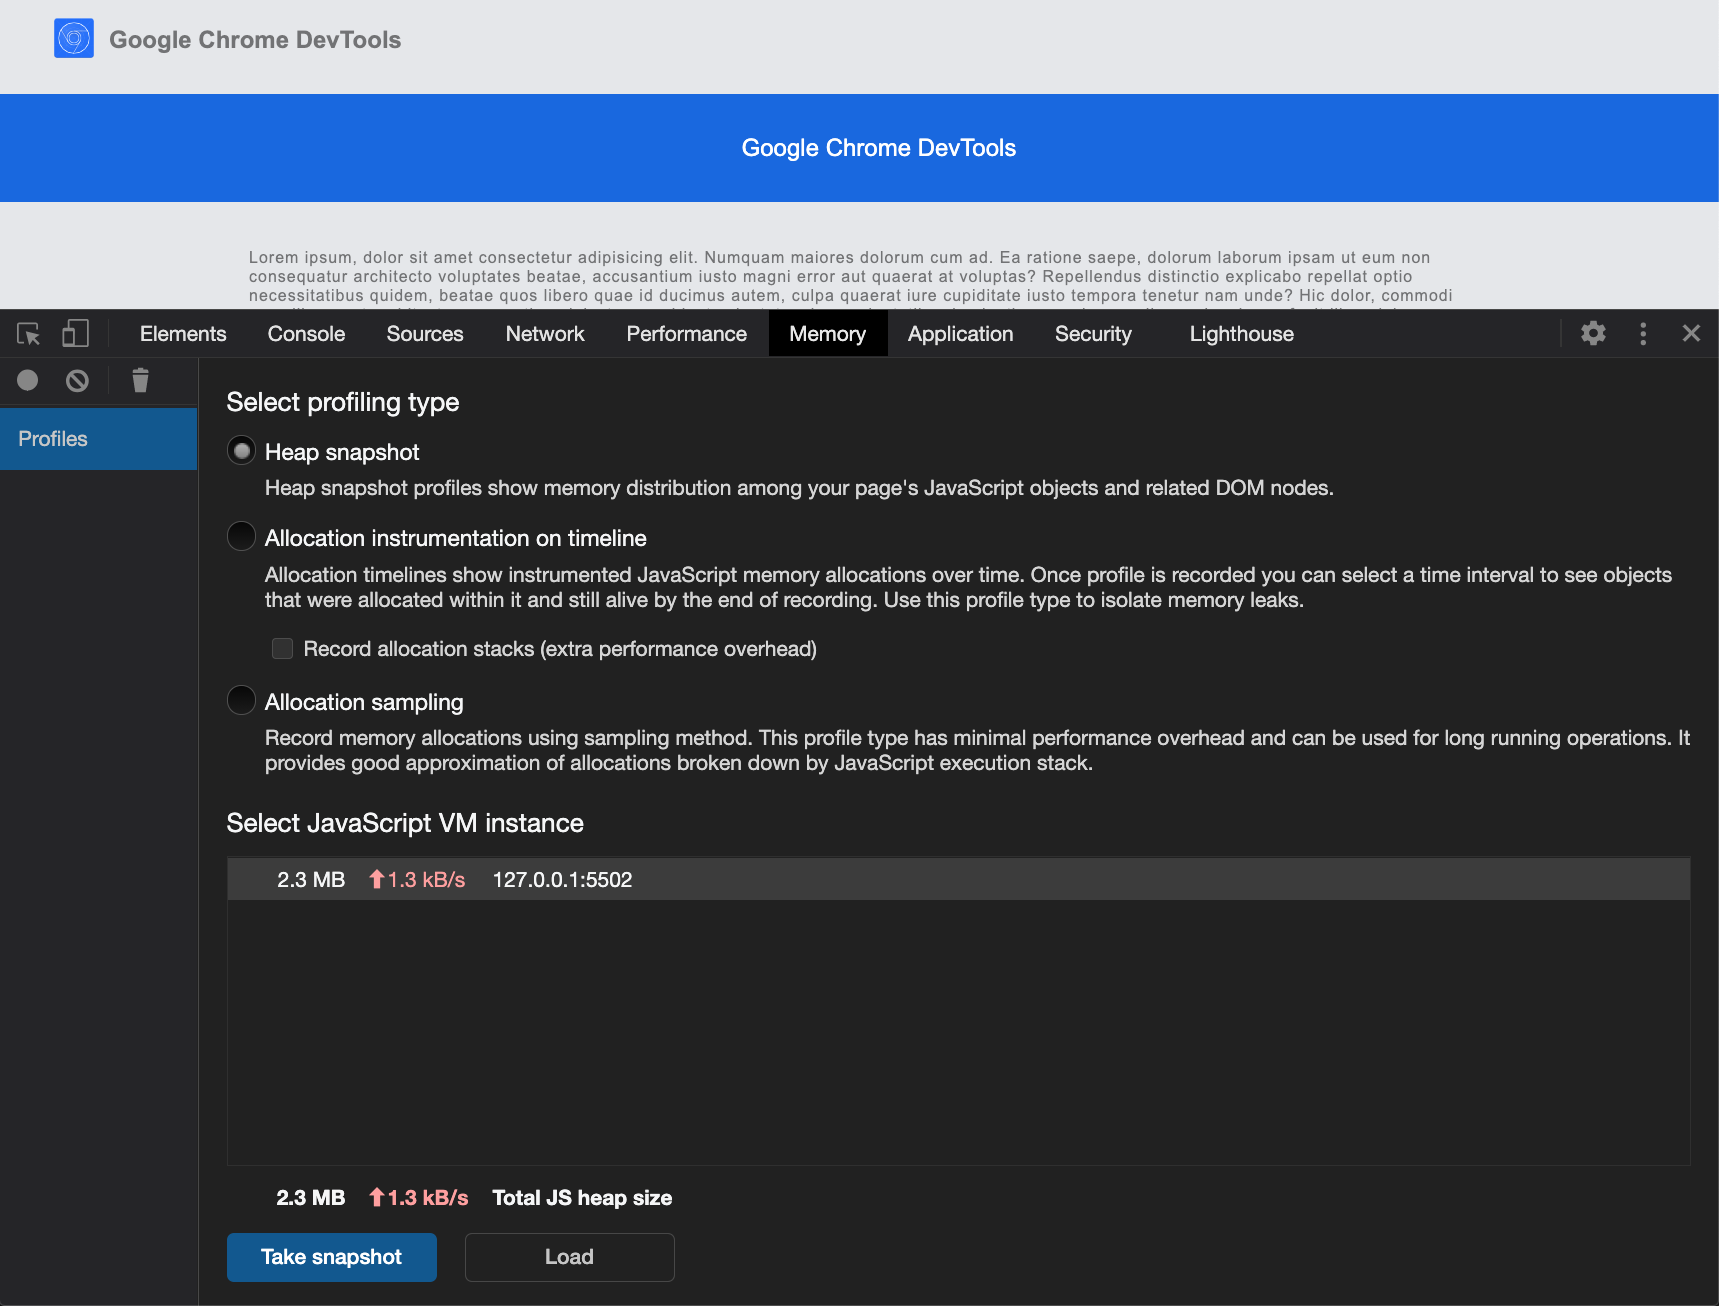 Google Chrome DevTools
Google Chrome DevTools
Lorem ipsum, dolor sit amet consectetur adipisicing elit. Numquam maiores dolorum cum ad. Ea ratione saepe, dolorum laborum ipsam ut eum non
consequatur architecto voluptates beatae, accusantium iusto magni error aut quaerat at voluptas? Repellendus distinctio explicabo repellat optio
necessitatibus quidem, beatae quos libero quae id ducimus autem, culpa quaerat iure cupiditate iusto tempora tenetur nam unde? Hic dolor, commodi
Elements Console Sources Network Performance Memory Application Security Lighthouse
Profiles
Select profiling type
Heap snapshot
Heap snapshot profiles show memory distribution among your page's JavaScript objects and related DOM nodes.
Allocation instrumentation on timeline
Allocation timelines show instrumented JavaScript memory allocations over time. Once profile is recorded you can select a time interval to see objects
that were allocated within it and still alive by the end of recording. Use this profile type to isolate memory leaks.
Record allocation stacks (extra performance overhead)
Allocation sampling
Record memory allocations using sampling method. This profile type has minimal performance overhead and can be used for long running operations. It
provides good approximation of allocations broken down by JavaScript execution stack.
Select JavaScript VM instance
2.3 MB 1.3 kB/s 127.0.0.1:5502
2.3 MB 1.3 kB/s Total JS heap size
Take snapshot Load